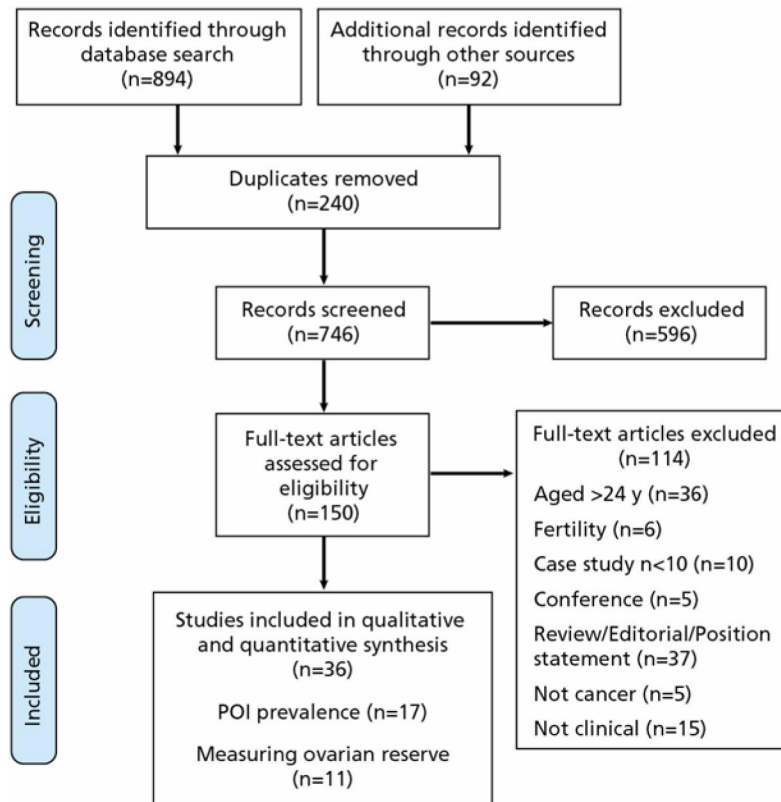 Records identified through
database search
(n=894)
Additional records identified
through other sources
(n=92)
Duplicates removed
(n=240)
Screening
Records screened
(n=746)
Records excluded
(n=596)
Eligibility
Full-text articles
assessed for
eligibility
(n=150)
Full-text articles excluded
(n=114)
Aged >24 y (n=36)
Fertility (n=6)
Case study n<10 (n=10)
Conference (n=5)
Review/Editorial/Position
statement (n=37)
Not cancer (n=5)
Not clinical (n=15)
Included
Studies included in qualitative
and quantitative synthesis
(n=36)
POI prevalence (n=17)
Measuring ovarian reserve
(n=11)